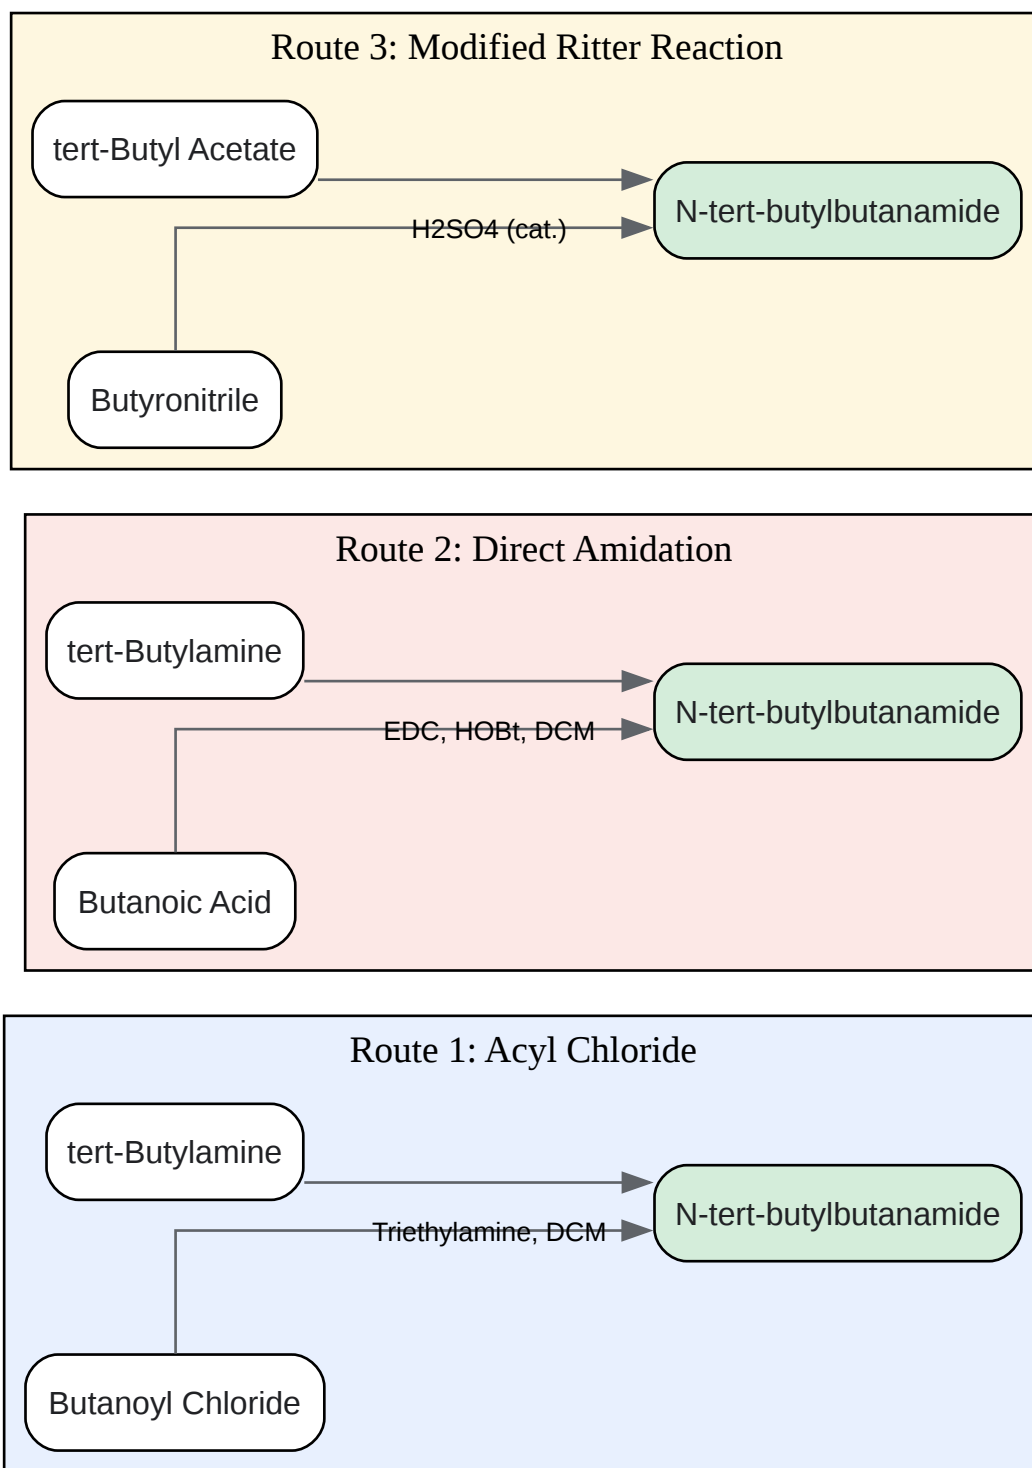 Route 3: Modified Ritter Reaction
tert-Butyl Acetate
N-tert-butylbutanamide
H2SO4 (cat.)
Butyronitrile
Route 2: Direct Amidation
tert-Butylamine
N-tert-butylbutanamide
EDC, HOBt, DCM
Butanoic Acid
Route 1: Acyl Chloride
tert-Butylamine
N-tert-butylbutanamide
Triethylamine, DCM
Butanoyl Chloride